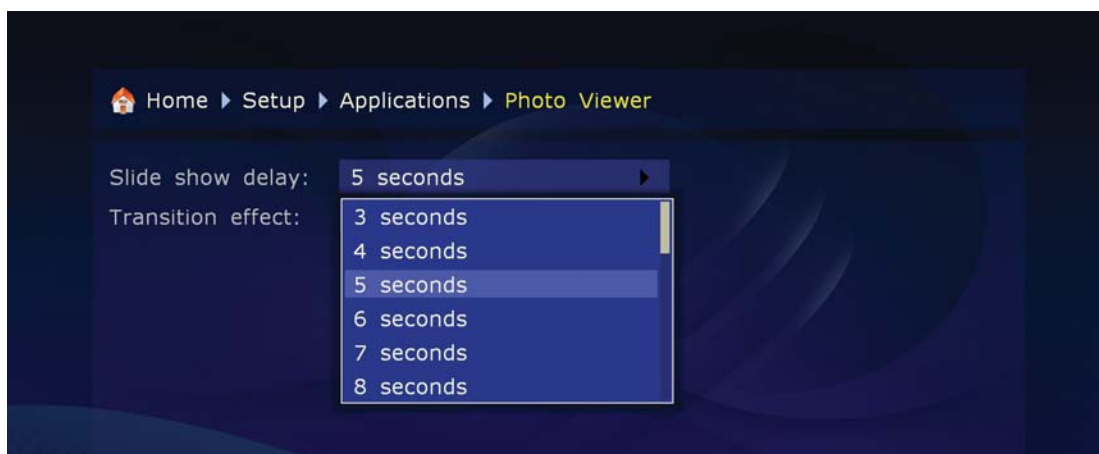 Home Setup Applications Photo Viewer
Slide show delay: 5 seconds
Transition effect:
3 seconds
4 seconds
5 seconds
6 seconds
7 seconds
8 seconds